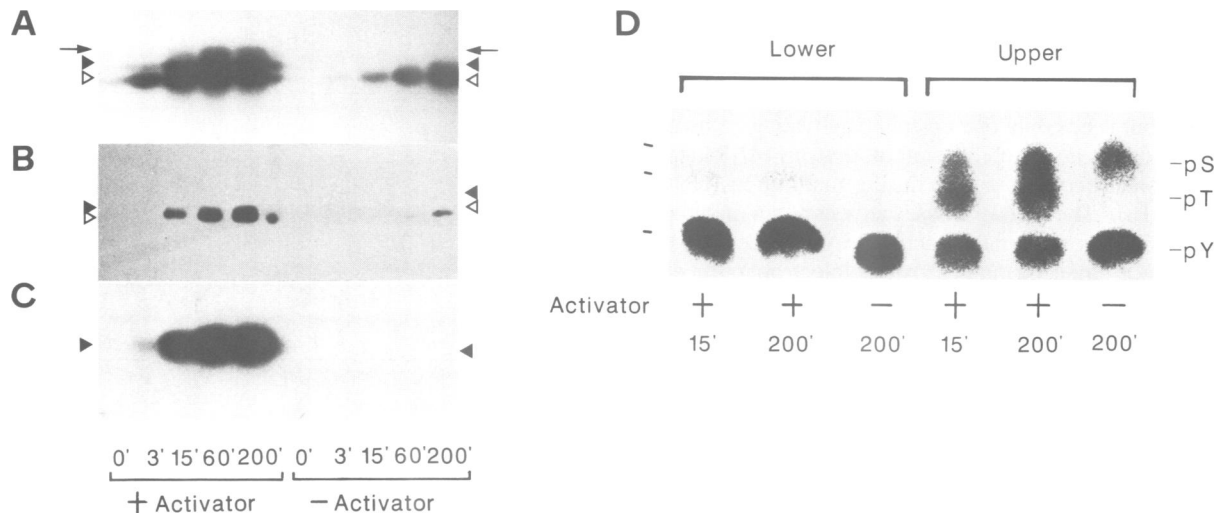 A
B
C
0' 3' 15' 60' 200' 0' 3' 15' 60' 200'
+ Activator − Activator
D
Lower Upper
-pS
-pT
-pY
Activator + + − + + −
15' 200' 200' 15' 200' 200'